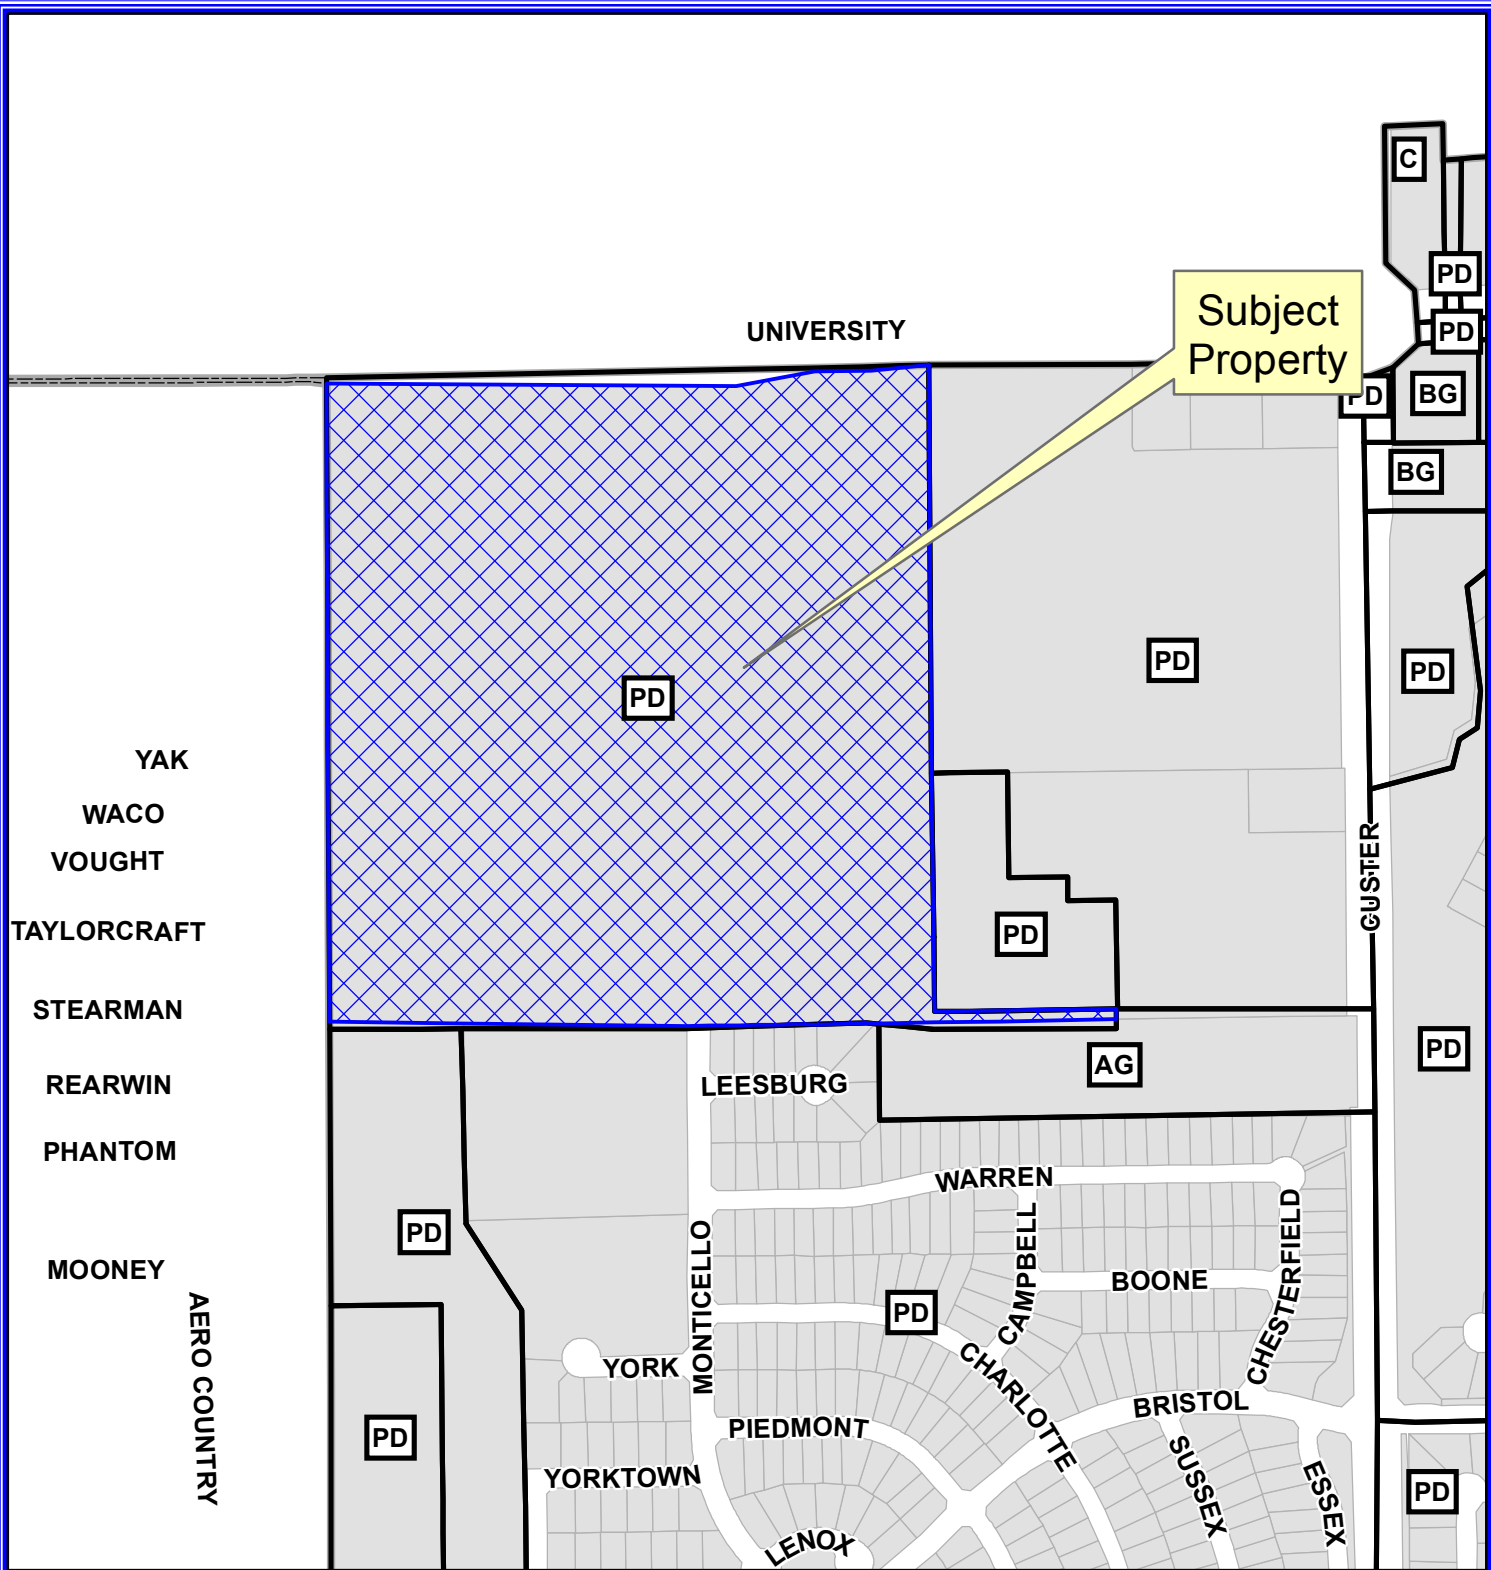 C
PD
UNIVERSITY
Subject
Property
PD
PD
BG
BG
PD
PD
PD
YAK
WACO
VOUGHT
CUSTER
TAYLORCRAFT
PD
STEARMAN
PD
AG
REARWIN
LEESBURG
PHANTOM
WARREN
CAMPBELL
CHESTERFIELD
PD
MONTICELLO
MOONEY
BOONE
PD
AERO COUNTRY
YORK
CHARLOTTE
BRISTOL
PIEDMONT
PD
SUSSEX
YORKTOWN
ESSEX
PD
LENOX